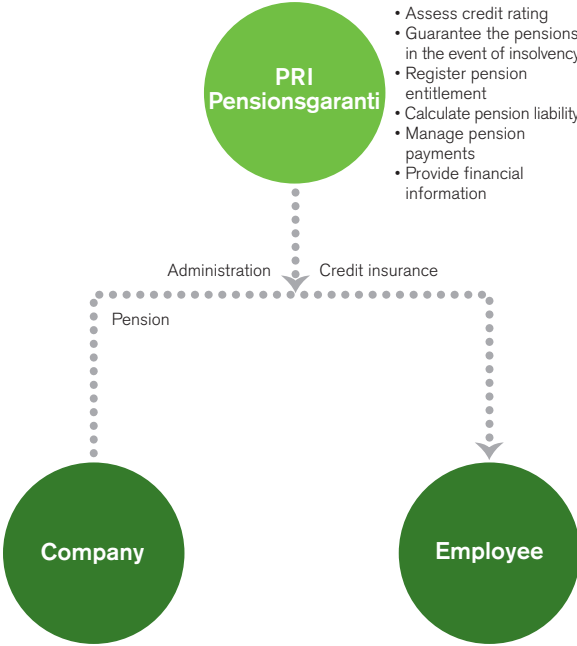 PRI
Pensionsgaranti
• Assess credit rating
• Guarantee the pensions
in the event of insolvency
• Register pension
entitlement
• Calculate pension liability
• Manage pension
payments
• Provide financial
information
Administration
Credit insurance
Pension
Company
Employee